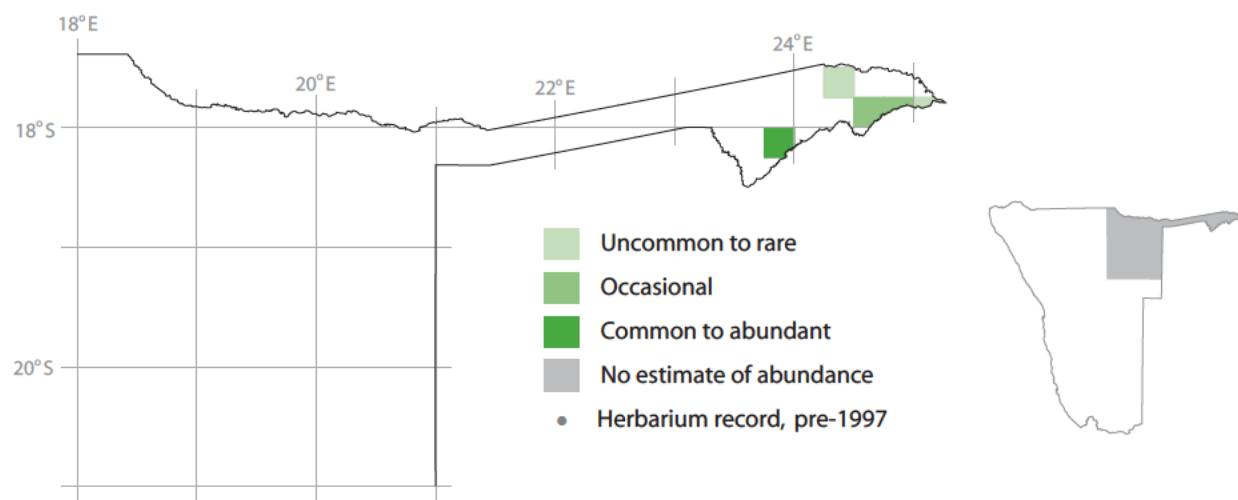 18°E
20°E
22°E
24°E
18°S
20°S
Uncommon to rare
Occasional
Common to abundant
No estimate of abundance
Herbarium record, pre-1997